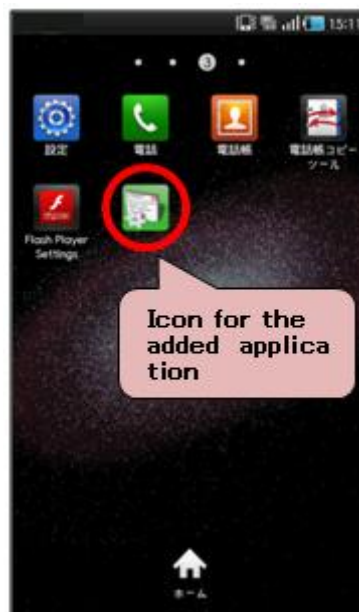 15:11
3
設定
電話
電話帳
電話帳コピー
ツール
Flash Player
Settings
Icon for the
added applica
tion
ホーム